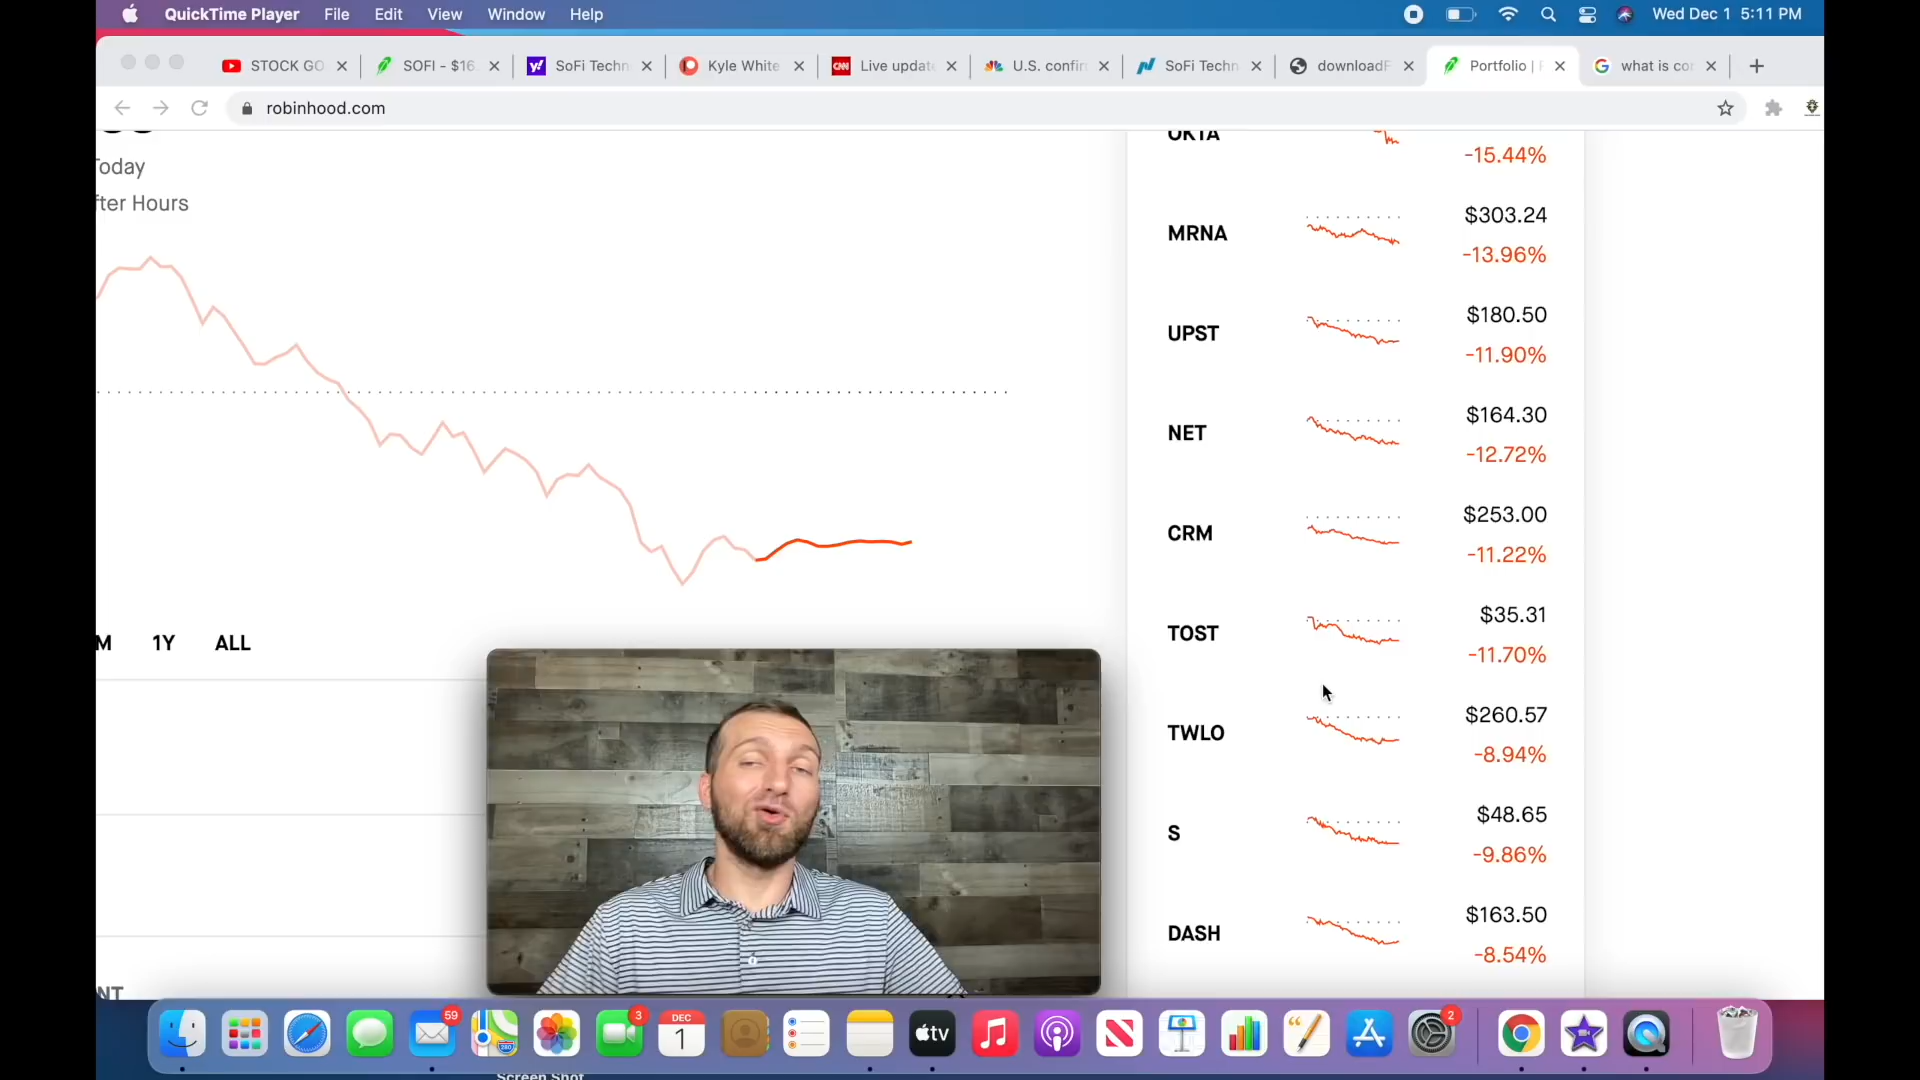 QuickTime Player File Edit View Window Help Wed Dec 1 5:11 PM
STOCK GO SOFI - $16 SoFi Techn Kyle White Live updat U.S. confir SoFi Techn downloadF Portfolio | what is co
robinhood.com
Today
fter Hours
OKTA
-15.44%
MRNA
$303.24
-13.96%
UPST
$180.50
-11.90%
NET
$164.30
-12.72%
CRM
$253.00
-11.22%
M 1Y ALL
TOST
$35.31
-11.70%
TWLO
$260.57
-8.94%
S
$48.65
-9.86%
DASH
$163.50
-8.54%
NT
59
3
DEC
1
tv
2
Screen Shot